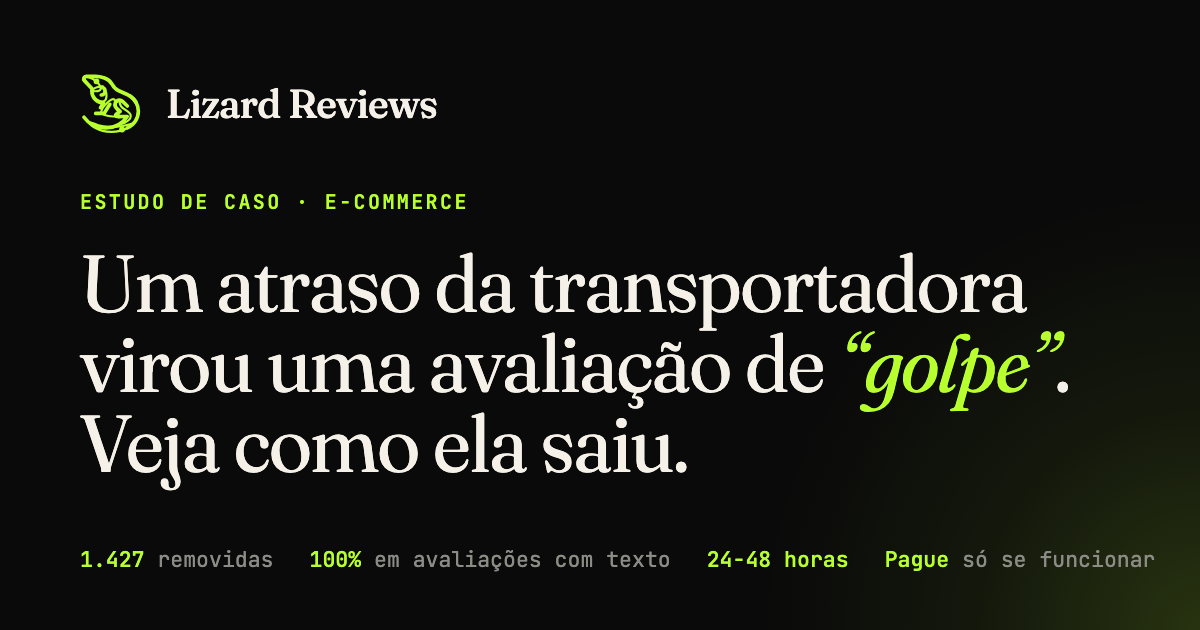 Lizard Reviews
ESTUDO DE CASO · E-COMMERCE
Um atraso da transportadora
virou uma avaliação de “golpe”.
Veja como ela saiu.
1.427 removidas 100% em avaliações com texto 24-48 horas Pague só se funcionar